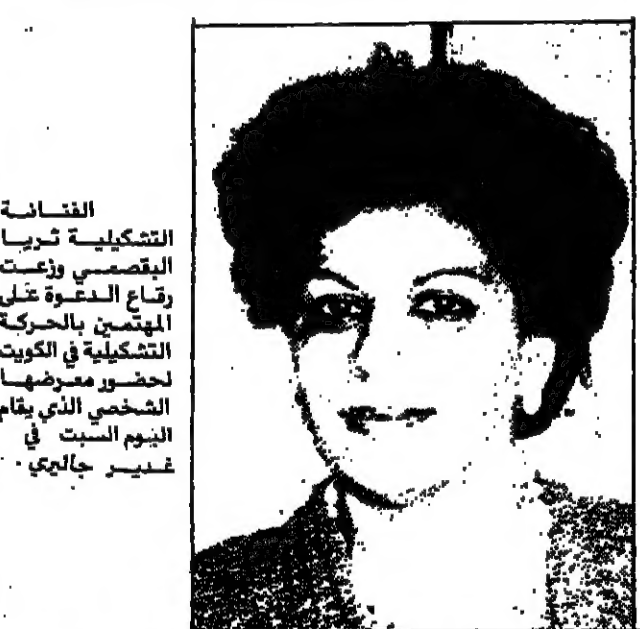 الفنانة
التشكيلية ثريا
البقصمي وزعت
رقاع الدعوة على
المهتمين بالحركة
التشكيلية في الكويت
لحضور معرضها
الشخصي الذي يقام
اليوم السبت في
غدير جاليري .